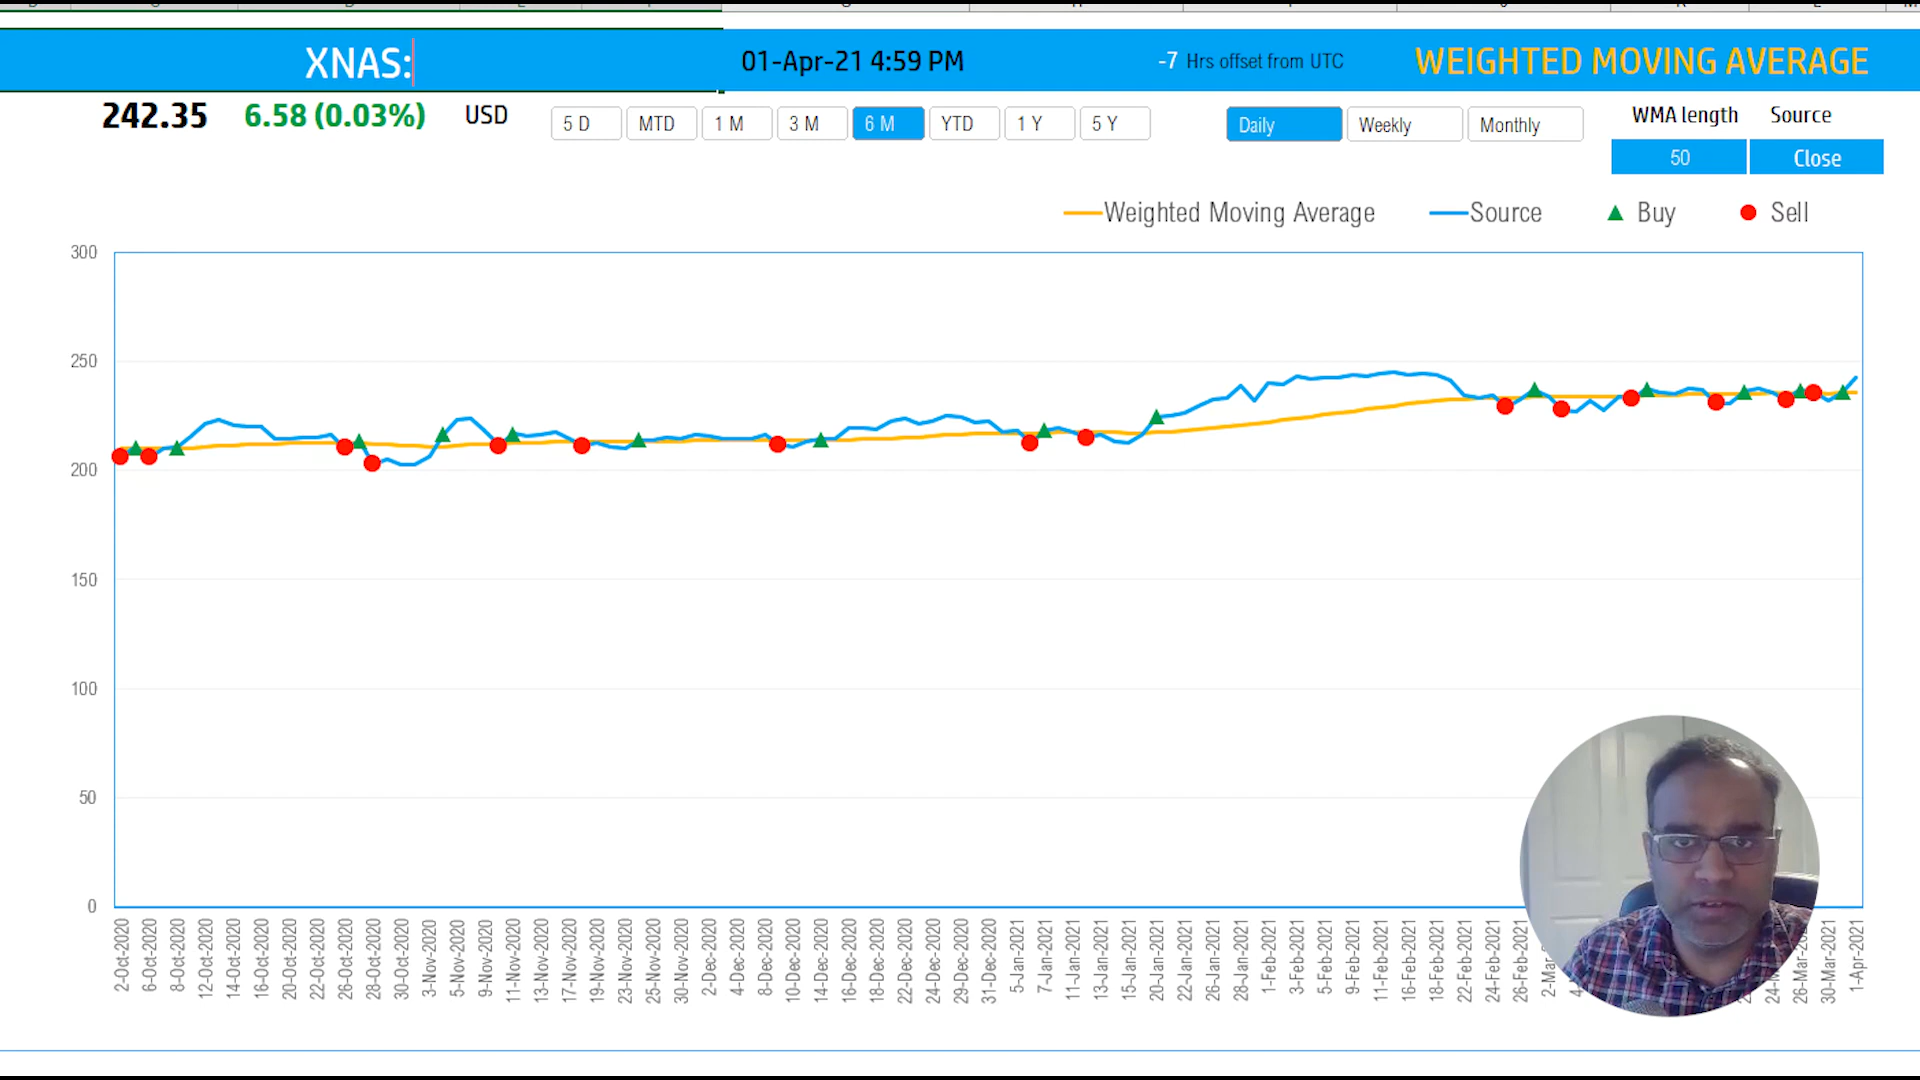 XNAS:
01-Apr-21 4:59 PM
-7 Hrs offset from UTC
WEIGHTED MOVING AVERAGE
242.35
6.58 (0.03%)
USD
5 D
MTD
1 M
3 M
6 M
YTD
1 Y
5 Y
Daily
Weekly
Monthly
WMA length
Source
50
Close
Weighted Moving Average
Source
Buy
Sell
300
250
200
150
100
50
0
2-Oct-2020
6-Oct-2020
8-Oct-2020
12-Oct-2020
14-Oct-2020
16-Oct-2020
20-Oct-2020
22-Oct-2020
26-Oct-2020
28-Oct-2020
30-Oct-2020
3-Nov-2020
5-Nov-2020
9-Nov-2020
11-Nov-2020
13-Nov-2020
17-Nov-2020
19-Nov-2020
23-Nov-2020
25-Nov-2020
30-Nov-2020
2-Dec-2020
4-Dec-2020
8-Dec-2020
10-Dec-2020
14-Dec-2020
16-Dec-2020
18-Dec-2020
22-Dec-2020
24-Dec-2020
29-Dec-2020
31-Dec-2020
5-Jan-2021
7-Jan-2021
11-Jan-2021
13-Jan-2021
15-Jan-2021
20-Jan-2021
22-Jan-2021
26-Jan-2021
28-Jan-2021
1-Feb-2021
3-Feb-2021
5-Feb-2021
9-Feb-2021
11-Feb-2021
16-Feb-2021
18-Feb-2021
22-Feb-2021
24-Feb-2021
26-Feb-2021
2-Mar-
24-
26-Mar-
30-Mar-2021
1-Apr-2021